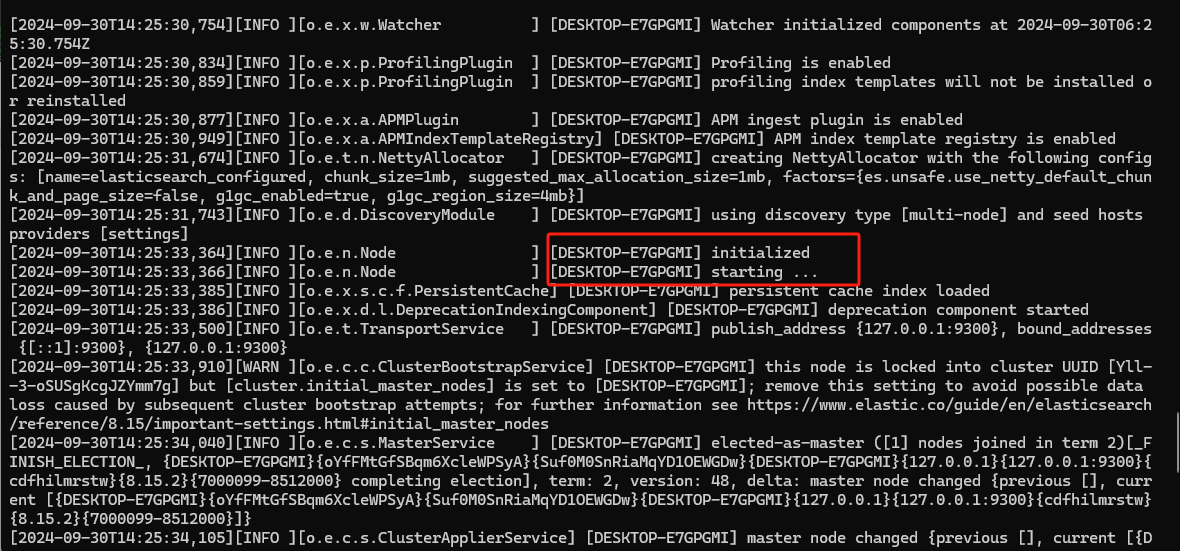 [2024-09-30T14:25:30,754][INFO ][o.e.x.w.Watcher          ] [DESKTOP-E7GPGMI] Watcher initialized components at 2024-09-30T06:2
5:30.754Z
[2024-09-30T14:25:30,834][INFO ][o.e.x.p.ProfilingPlugin  ] [DESKTOP-E7GPGMI] Profiling is enabled
[2024-09-30T14:25:30,859][INFO ][o.e.x.p.ProfilingPlugin  ] [DESKTOP-E7GPGMI] profiling index templates will not be installed o
r reinstalled
[2024-09-30T14:25:30,877][INFO ][o.e.x.a.APMPlugin        ] [DESKTOP-E7GPGMI] APM ingest plugin is enabled
[2024-09-30T14:25:30,949][INFO ][o.e.x.a.APMIndexTemplateRegistry] [DESKTOP-E7GPGMI] APM index template registry is enabled
[2024-09-30T14:25:31,674][INFO ][o.e.t.n.NettyAllocator   ] [DESKTOP-E7GPGMI] creating NettyAllocator with the following config
s: [name=elasticsearch_configured, chunk_size=1mb, suggested_max_allocation_size=1mb, factors={es.unsafe.use_netty_default_chun
k_and_page_size=false, g1gc_enabled=true, g1gc_region_size=4mb}]
[2024-09-30T14:25:31,743][INFO ][o.e.d.DiscoveryModule    ] [DESKTOP-E7GPGMI] using discovery type [multi-node] and seed hosts
providers [settings]
[2024-09-30T14:25:33,364][INFO ][o.e.n.Node               ] [DESKTOP-E7GPGMI] initialized
[2024-09-30T14:25:33,366][INFO ][o.e.n.Node               ] [DESKTOP-E7GPGMI] starting ...
[2024-09-30T14:25:33,385][INFO ][o.e.x.s.c.f.PersistentCache] [DESKTOP-E7GPGMI] persistent cache index loaded
[2024-09-30T14:25:33,386][INFO ][o.e.x.d.l.DeprecationIndexingComponent] [DESKTOP-E7GPGMI] deprecation component started
[2024-09-30T14:25:33,500][INFO ][o.e.t.TransportService   ] [DESKTOP-E7GPGMI] publish_address {127.0.0.1:9300}, bound_addresses
 {[::1]:9300}, {127.0.0.1:9300}
[2024-09-30T14:25:33,910][WARN ][o.e.c.c.ClusterBootstrapService] [DESKTOP-E7GPGMI] this node is locked into cluster UUID [Yll-
-3-oSUSgKcgJZYmm7g] but [cluster.initial_master_nodes] is set to [DESKTOP-E7GPGMI]; remove this setting to avoid possible data
loss caused by subsequent cluster bootstrap attempts; for further information see https://www.elastic.co/guide/en/elasticsearch
/reference/8.15/important-settings.html#initial_master_nodes
[2024-09-30T14:25:34,040][INFO ][o.e.c.s.MasterService    ] [DESKTOP-E7GPGMI] elected-as-master ([1] nodes joined in term 2)[_F
INISH_ELECTION_, {DESKTOP-E7GPGMI}{oYfFMtGfSBqm6XcleWPSyA}{Suf0M0SnRiaMqYD1OEWGDw}{DESKTOP-E7GPGMI}{127.0.0.1}{127.0.0.1:9300}{
cdfhilmrstw}{8.15.2}{7000099-8512000} completing election], term: 2, version: 48, delta: master node changed {previous [], curr
ent [{DESKTOP-E7GPGMI}{oYfFMtGfSBqm6XcleWPSyA}{Suf0M0SnRiaMqYD1OEWGDw}{DESKTOP-E7GPGMI}{127.0.0.1}{127.0.0.1:9300}{cdfhilmrstw}
{8.15.2}{7000099-8512000}]}
[2024-09-30T14:25:34,105][INFO ][o.e.c.s.ClusterApplierService] [DESKTOP-E7GPGMI] master node changed {previous [], current [{D